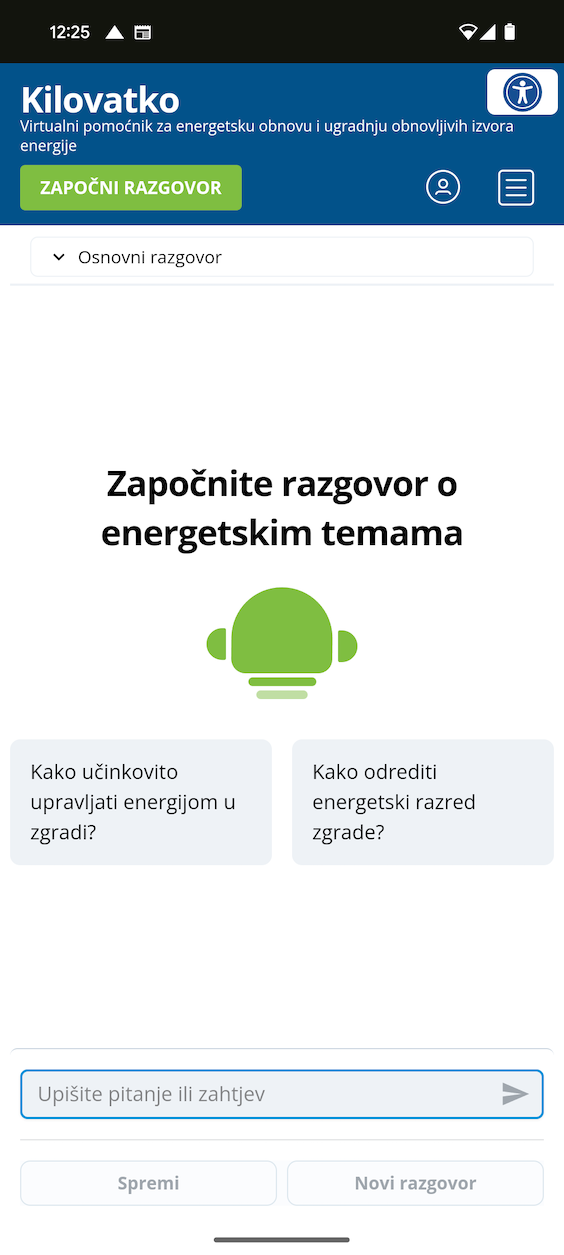 12:25
Kilovatko
Virtualni pomoćnik za energetsku obnovu i ugradnju obnovljivih izvora
energije
ZAPOČNI RAZGOVOR
Osnovni razgovor
Započnite razgovor o
energetskim temama
Kako učinkovito
upravljati energijom u
zgradi?
Kako odrediti
energetski razred
zgrade?
Upišite pitanje ili zahtjev
Spremi
Novi razgovor